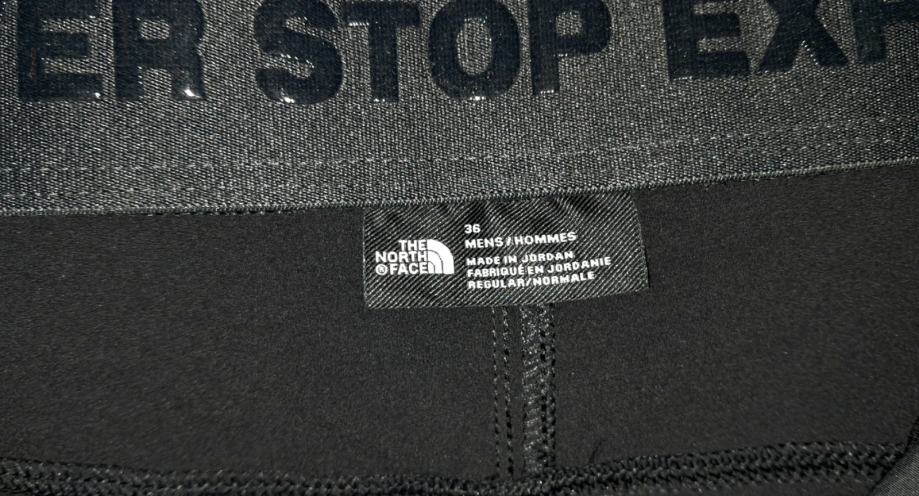 ER STOP EXP
THE
NORTH
®FACE
36
MENS / HOMMES
MADE IN JORDAN
FABRIQUÉ EN JORDANIE
REGULAR/NORMALE